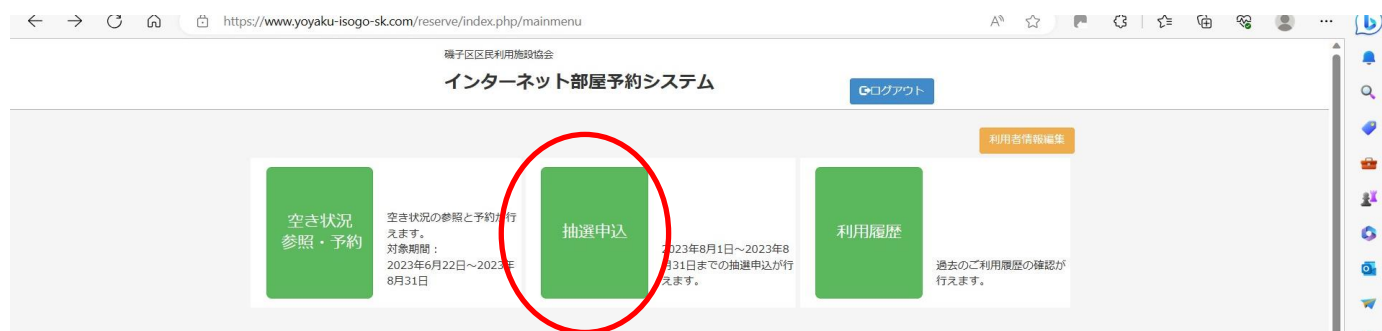 https://www.yoyaku-isogo-sk.com/reserve/index.php/mainmenu
磯子区区民利用施設協会
インターネット部屋予約システム
ログアウト
利用者情報編集
空き状況
参照・予約
空き状況の参照と予約が行
えます。
対象期間：
2023年6月22日～2023年
8月31日
抽選申込
2023年8月1日～2023年8
月31日までの抽選申込が行
えます。
利用履歴
過去のご利用履歴の確認が
行えます。